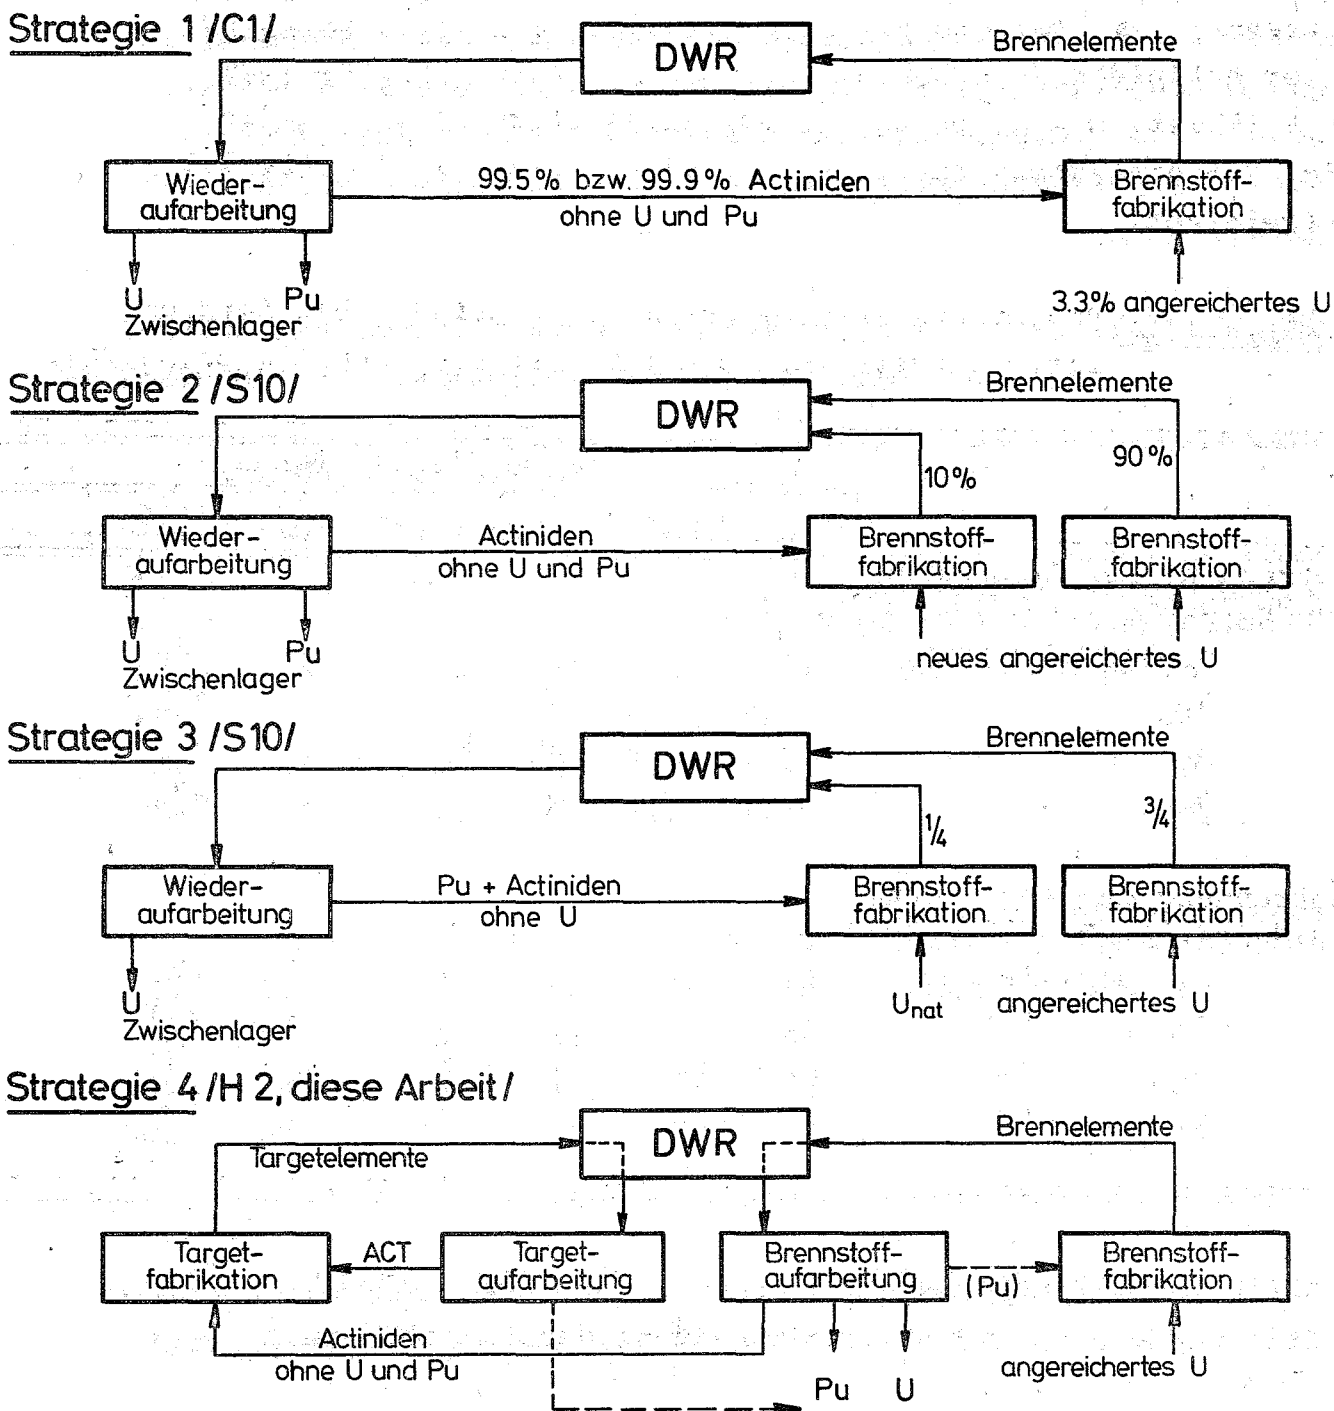 Strategie 1 /C1/
DWR
Brennelemente
Wieder-
aufarbeitung
99.5% bzw. 99.9% Actiniden
ohne U und Pu
Brennstoff-
fabrikation
U
Pu
Zwischenlager
3.3% angereichertes U
Strategie 2 /S10/
DWR
Brennelemente
10%
90%
Wieder-
aufarbeitung
Actiniden
ohne U und Pu
Brennstoff-
fabrikation
Brennstoff-
fabrikation
U
Pu
Zwischenlager
neues angereichertes U
Strategie 3 /S10/
DWR
Brennelemente
1/4
3/4
Wieder-
aufarbeitung
Pu + Actiniden
ohne U
Brennstoff-
fabrikation
Brennstoff-
fabrikation
U
Zwischenlager
Unat
angereichertes U
Strategie 4 /H 2, diese Arbeit/
DWR
Brennelemente
Targetelemente
Target-
fabrikation
ACT
Target-
aufarbeitung
Brennstoff-
aufarbeitung
(Pu)
Brennstoff-
fabrikation
Actiniden
ohne U und Pu
Pu
U
angereichertes U